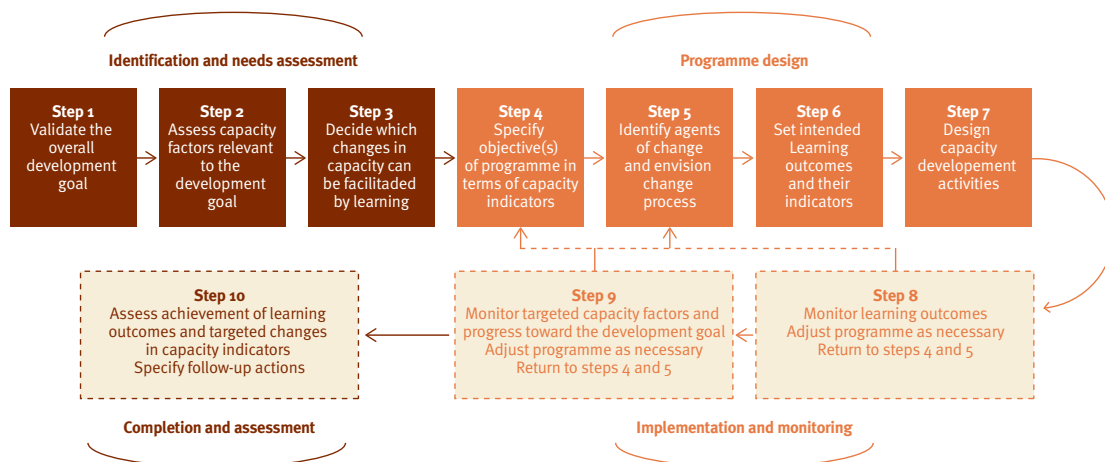 Identification and needs assessment
Programme design
Step 1
Validate the
overall
development
goal
Step 2
Assess capacity
factors relevant
to the
development
goal
Step 3
Decide which
changes in
capacity can
be facilitaded
by learning
Step 4
Specify
objective(s)
of programme in
terms of capacity
indicators
Step 5
Identify agents
of change
and envision
change
process
Step 6
Set intended
Learning
outcomes
and their
indicators
Step 7
Design
capacity
developement
activities
Step 10
Assess achievement of learning
outcomes and targeted changes
in capacity indicators
Specify follow-up actions
Step 9
Monitor targeted capacity factors and
progress toward the development goal
Adjust programme as necessary
Return to steps 4 and 5
Step 8
Monitor learning outcomes
Adjust programme as necessary
Return to steps 4 and 5
Completion and assessment
Implementation and monitoring